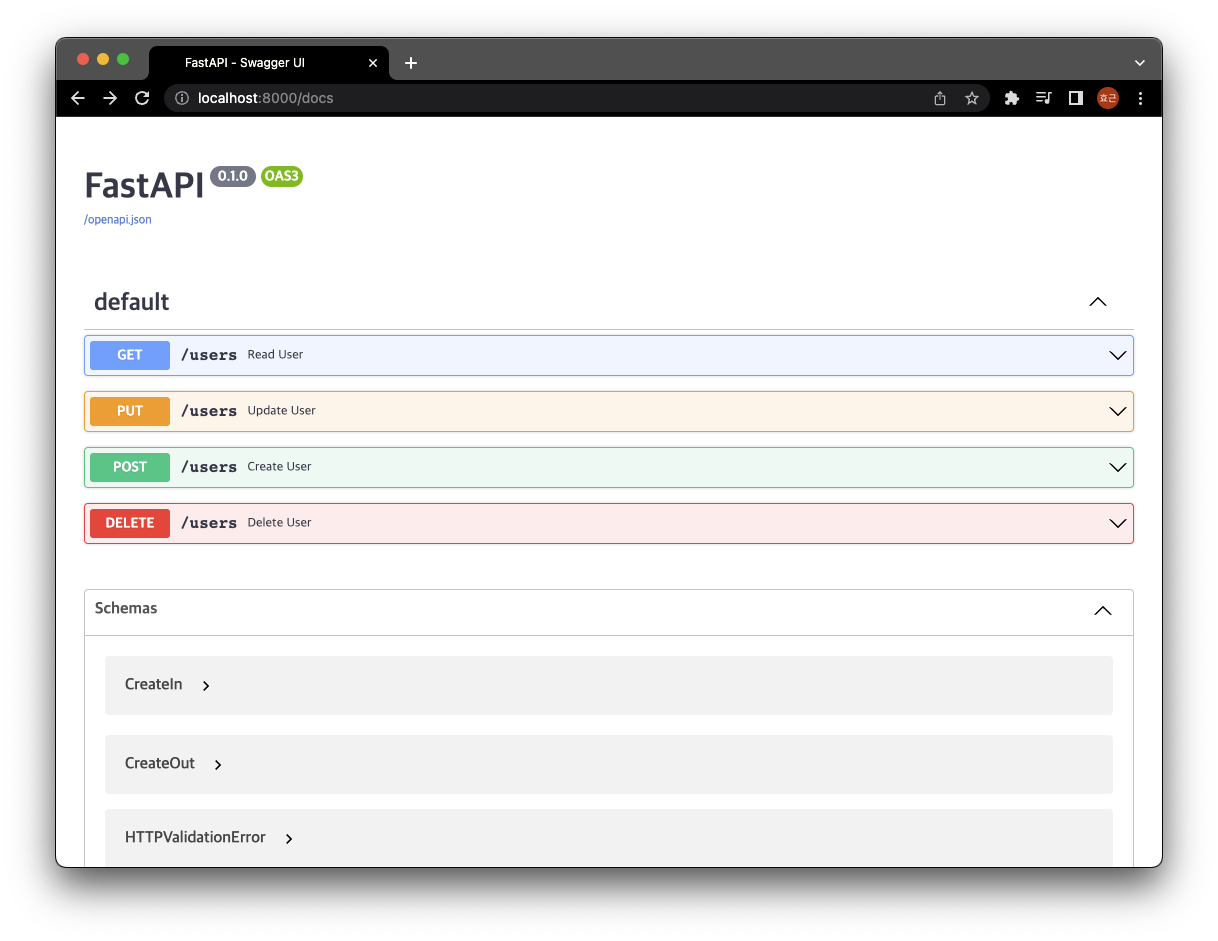 FastAPI - Swagger UI
localhost:8000/docs
효근
FastAPI 0.1.0 OAS3
/openapi.json
default
GET /users Read User
PUT /users Update User
POST /users Create User
DELETE /users Delete User
Schemas
CreateIn
CreateOut
HTTPValidationError